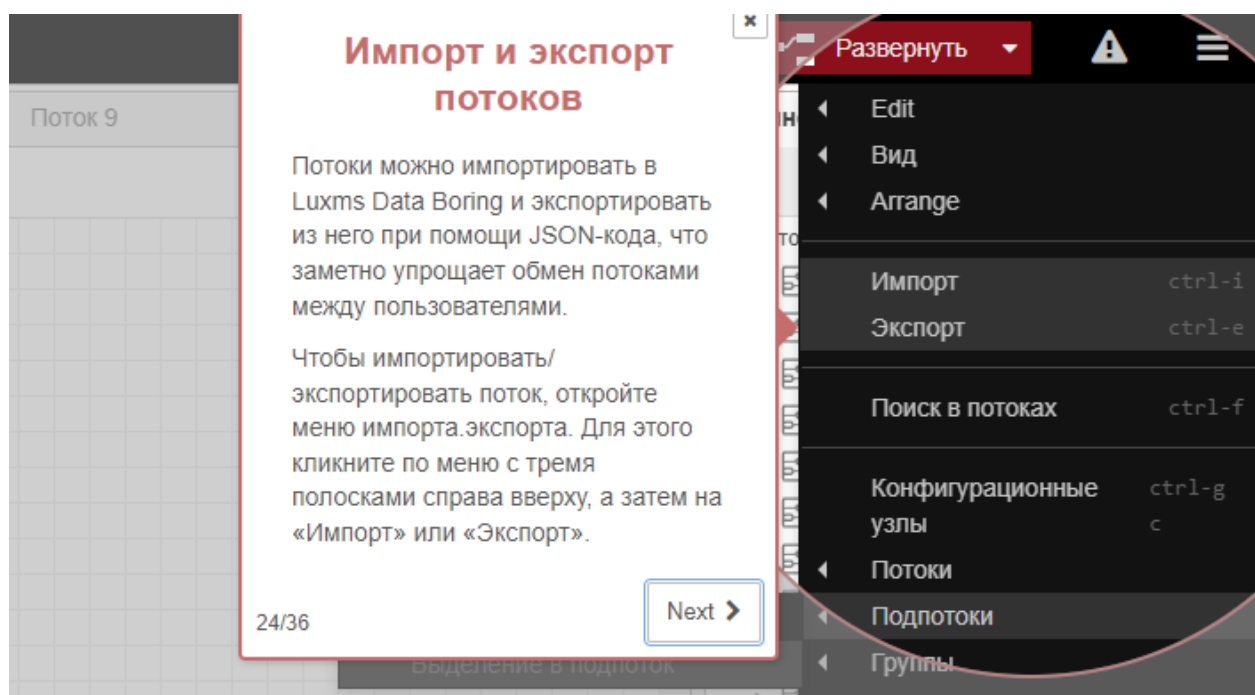 Поток 9
Импорт и экспорт
потоков
Потоки можно импортировать в
Luxms Data Boring и экспортировать
из него при помощи JSON-кода, что
заметно упрощает обмен потоками
между пользователями.
Чтобы импортировать/
экспортировать поток, откройте
меню импорта.экспорта. Для этого
кликните по меню с тремя
полосками справа вверху, а затем на
«Импорт» или «Экспорт».
24/36
Next
Выделение в подпоток
Развернуть
Edit
Вид
Arrange
Импорт ctrl-i
Экспорт ctrl-e
Поиск в потоках ctrl-f
Конфигурационные ctrl-g
узлы c
Потоки
Подпотоки
Группы